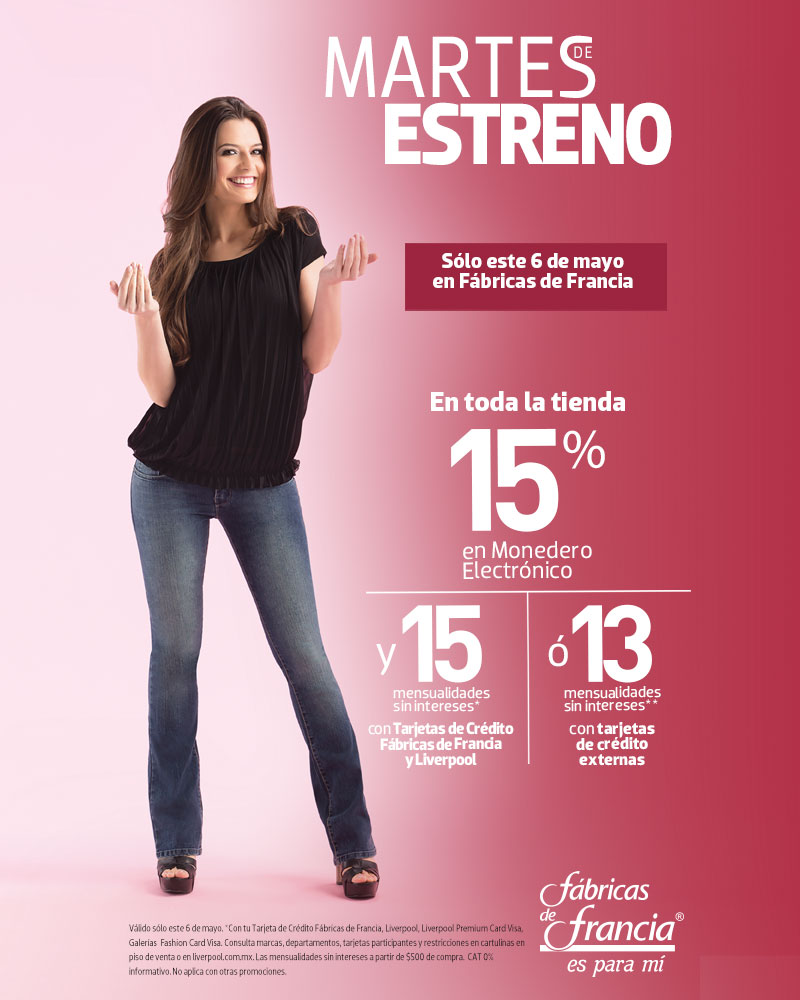 MARTES DE
ESTRENO
Sólo este 6 de mayo
en Fábricas de Francia
En toda la tienda
15%
en Monedero
Electrónico
y 15
mensualidades
sin intereses*
con Tarjetas de Crédito
Fábricas de Francia
y Liverpool
ó 13
mensualidades
sin intereses**
con tarjetas
de crédito
externas
fábricas
de
francia®
es para mí
Válido sólo este 6 de mayo. *Con tu Tarjeta de Crédito Fábricas de Francia, Liverpool, Liverpool Premium Card Visa,
Galerías Fashion Card Visa. Consulta marcas, departamentos, tarjetas participantes y restricciones en cartulinas en
piso de venta o en liverpool.com.mx. Las mensualidades sin intereses a partir de $500 de compra. CAT 0%
informativo. No aplica con otras promociones.